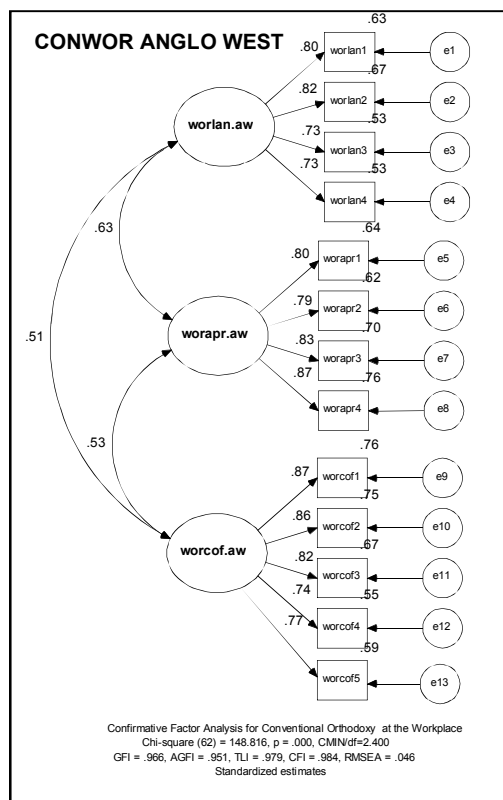 CONWOR ANGLO WEST
.63
.80
worlan1
e1
.67
.82
worlan2
e2
.53
worlan.aw
.73
worlan3
e3
.53
.73
worlan4
e4
.64
.63
.80
worapr1
e5
.62
.79
worapr2
e6
.70
worapr.aw
.83
worapr3
e7
.76
.87
worapr4
e8
.51
.53
.76
.87
worcof1
e9
.75
.86
worcof2
e10
.67
worcof.aw
.82
worcof3
e11
.55
.74
worcof4
e12
.59
.77
worcof5
e13
Confirmative Factor Analysis for Conventional Orthodoxy at the Workplace
Chi-square (62) = 148.816, p = .000, CMIN/df=2.400
GFI = .966, AGFI = .951, TLI = .979, CFI = .984, RMSEA = .046
Standardized estimates